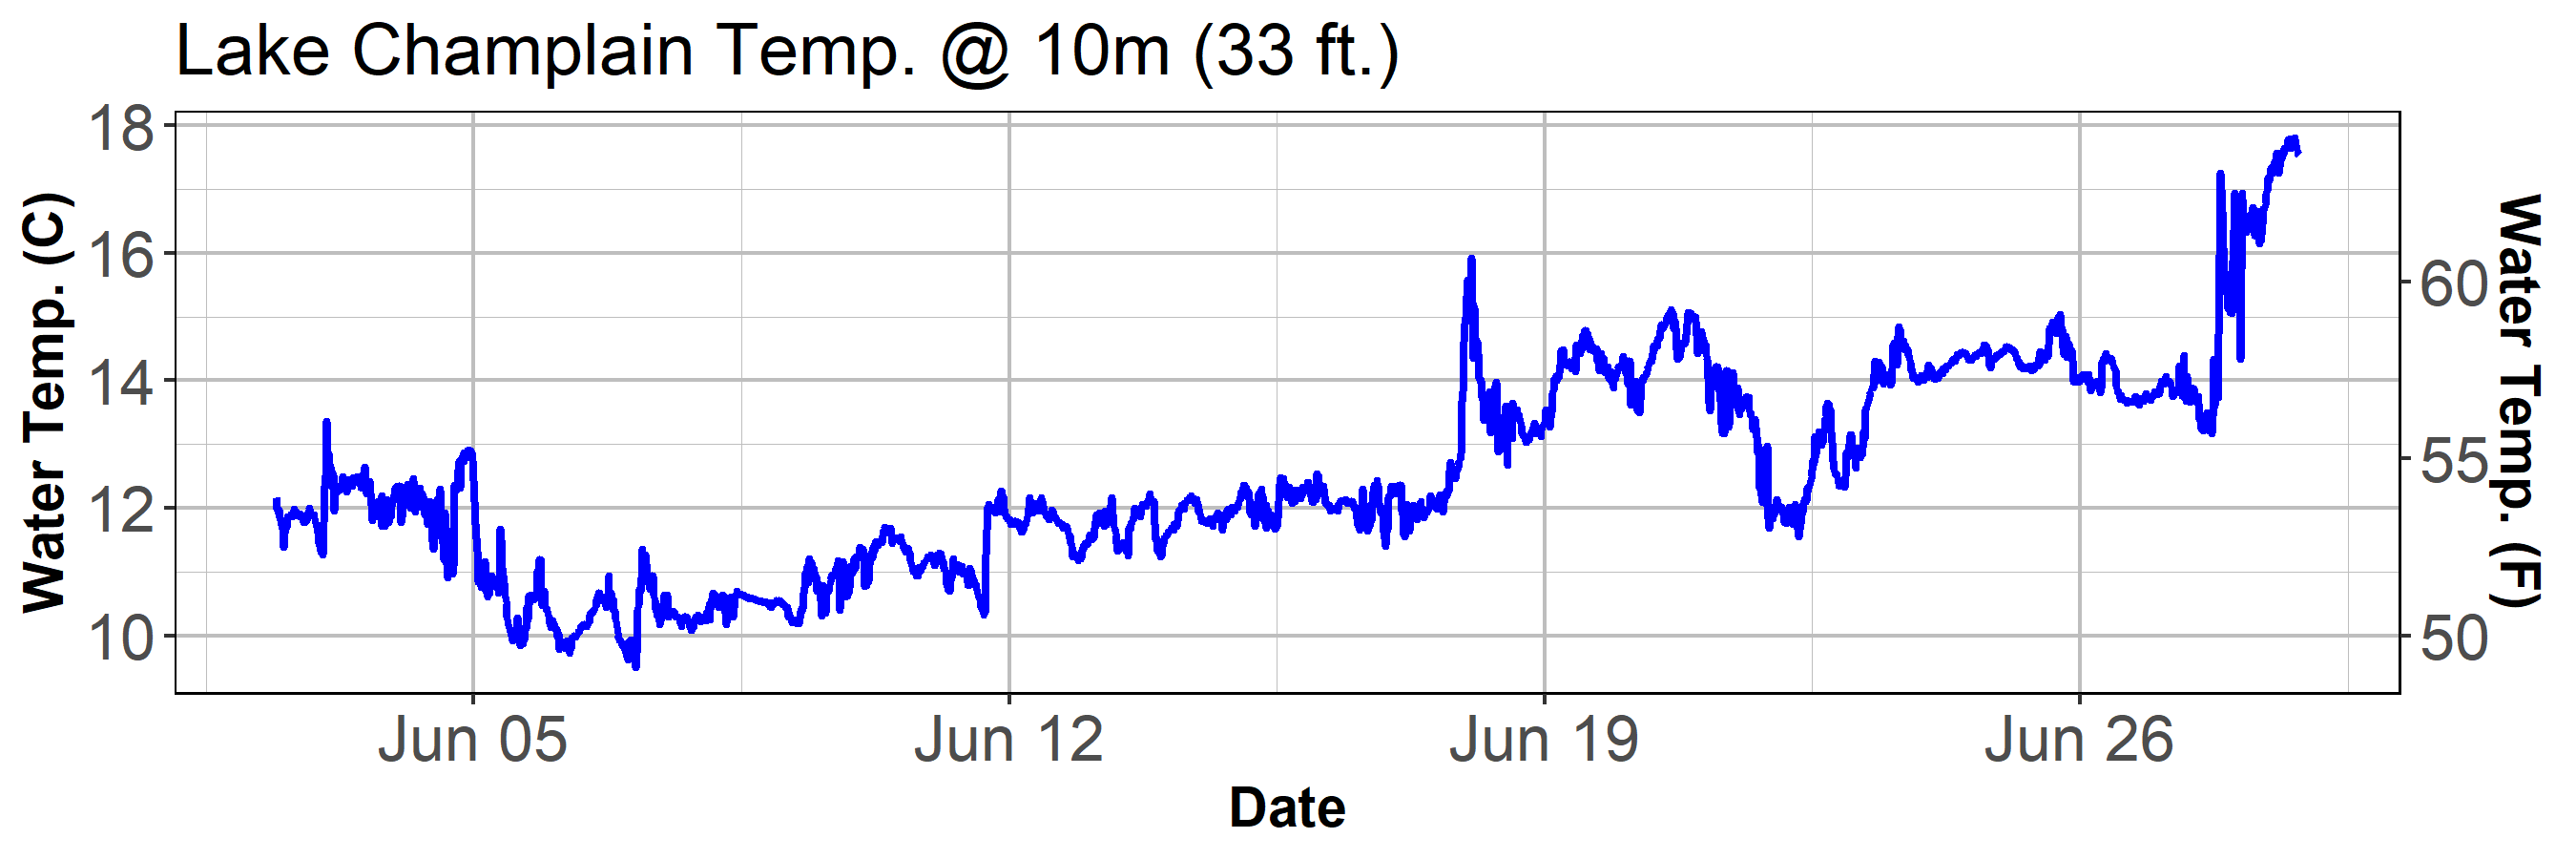 Lake Champlain Temp. @ 10m (33 ft.)
Water Temp. (C)
18
16
14
12
10
60
55
50
Water Temp. (F)
Jun 05 Jun 12 Jun 19 Jun 26
Date